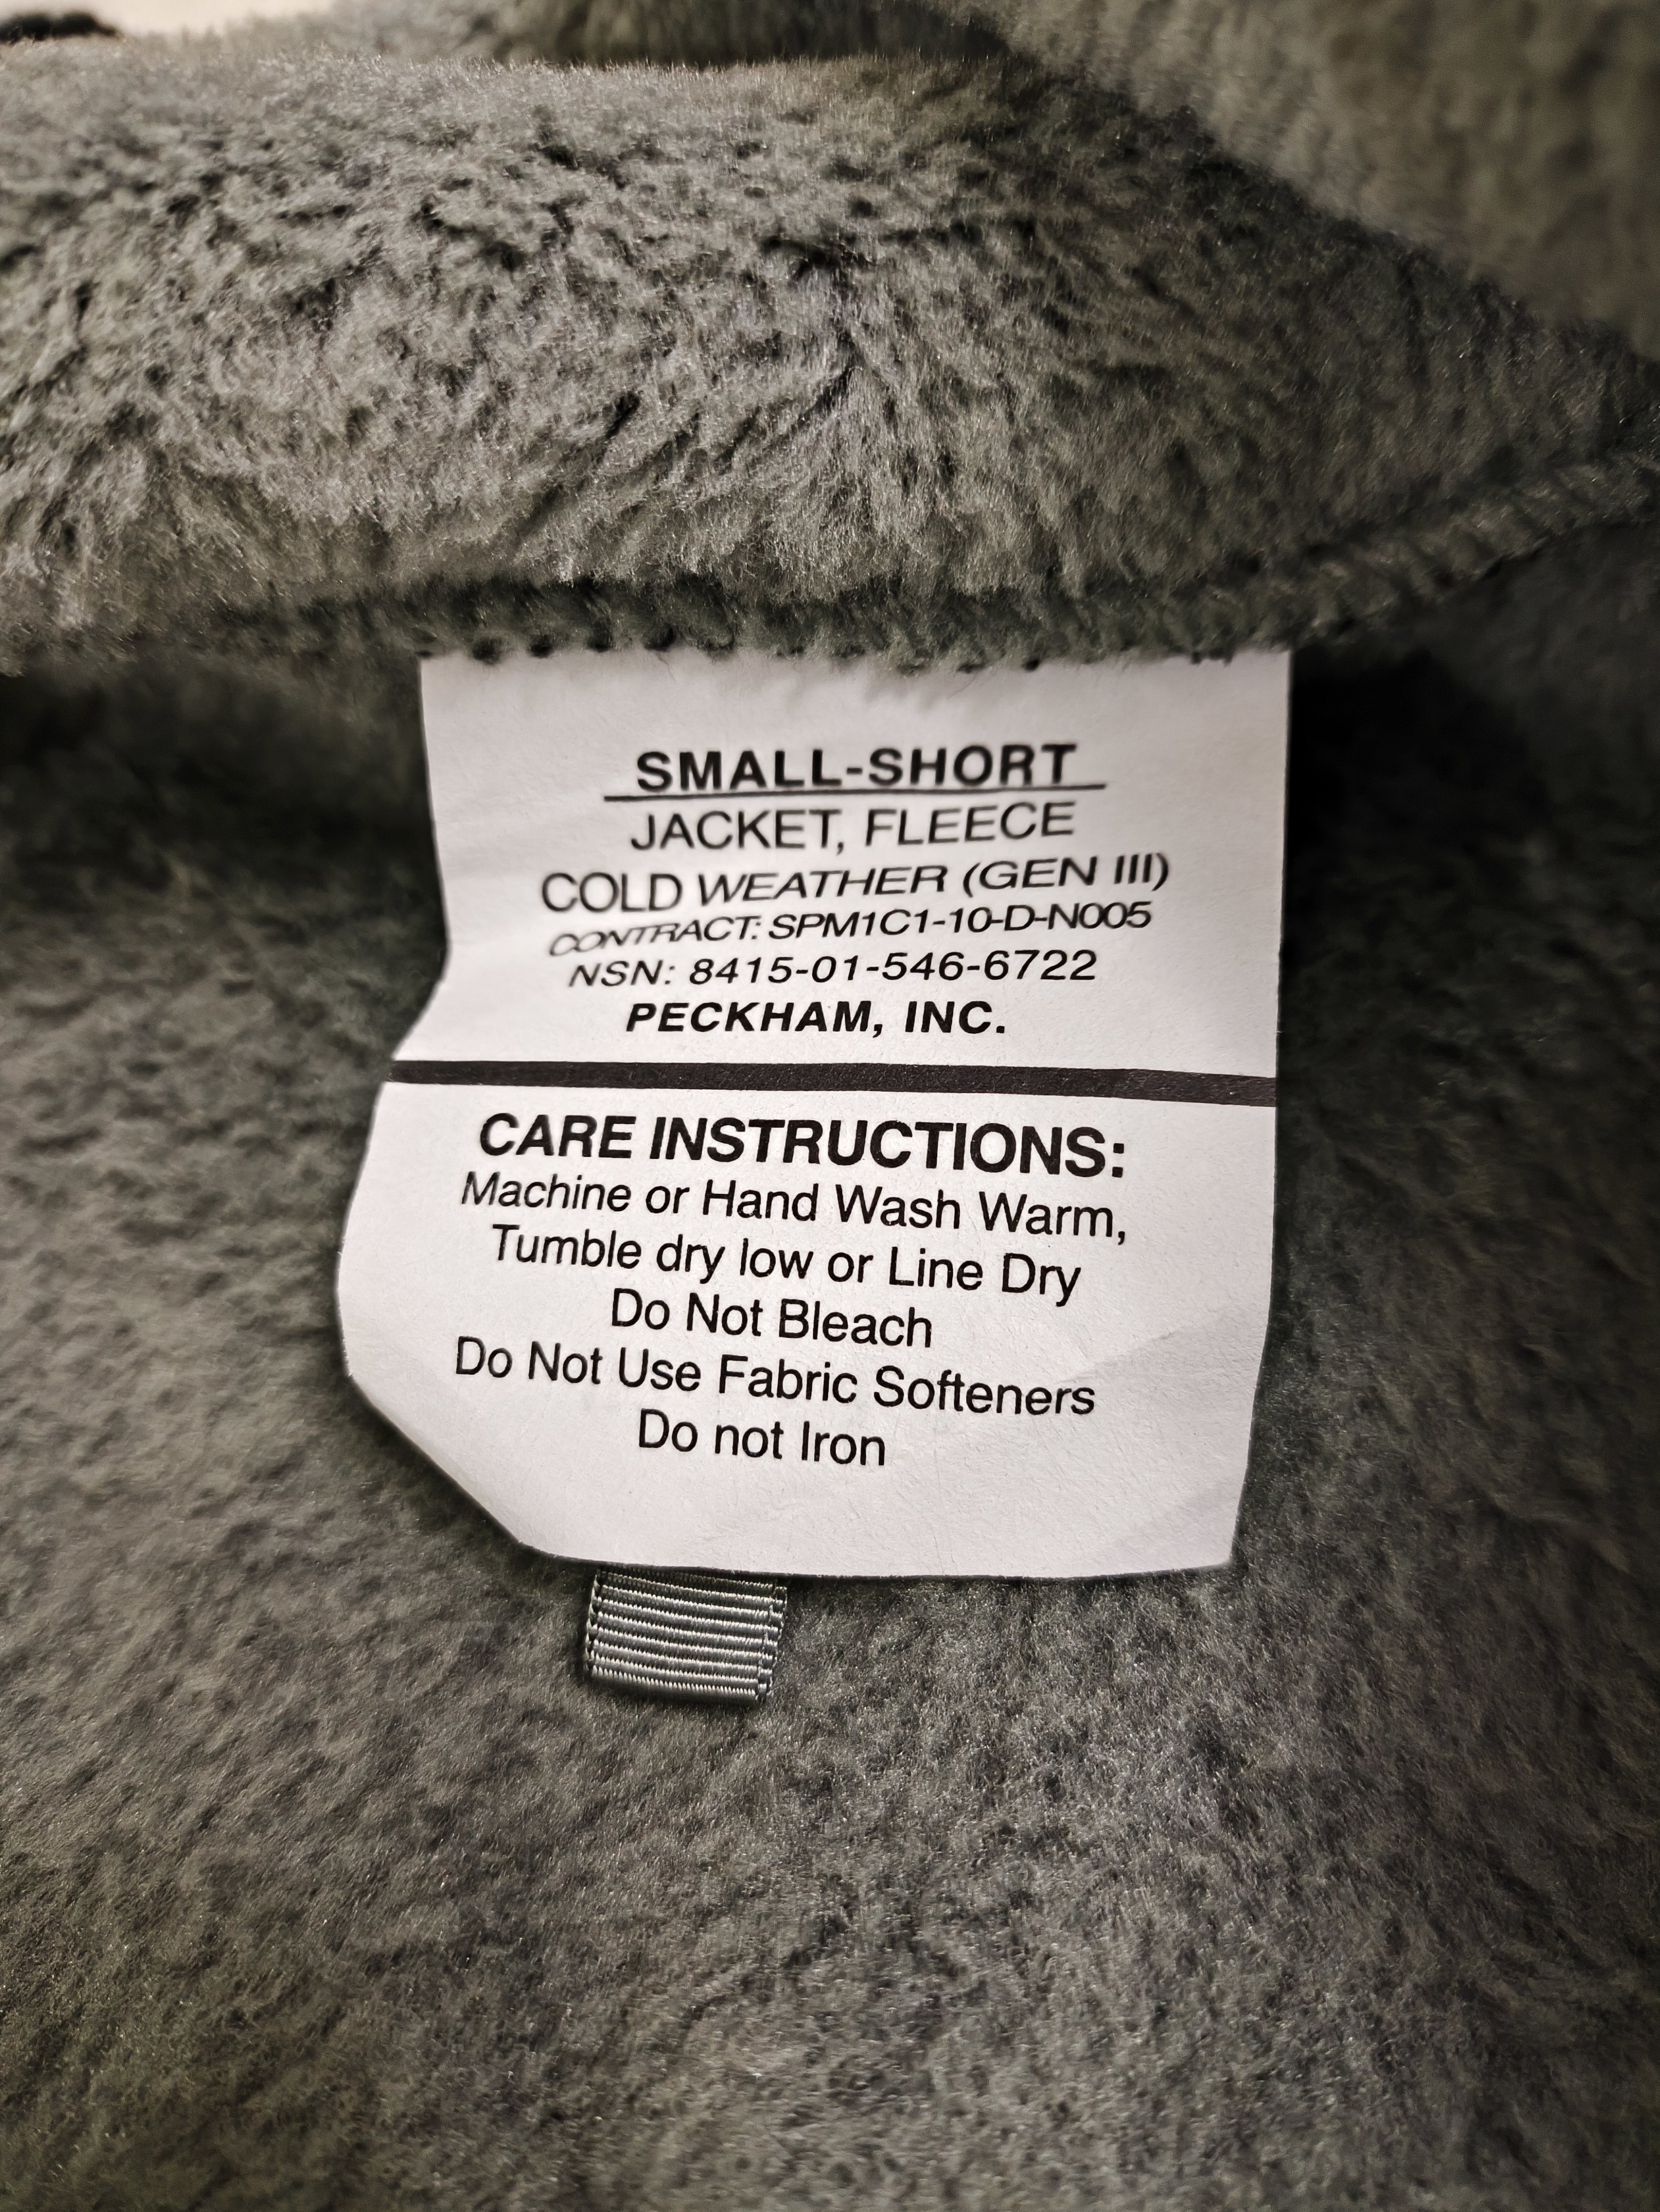 SMALL-SHORT
JACKET, FLEECE
COLD WEATHER (GEN III)
CONTRACT: SPM1C1-10-D-N005
NSN: 8415-01-546-6722
PECKHAM, INC.
CARE INSTRUCTIONS:
Machine or Hand Wash Warm,
Tumble dry low or Line Dry
Do Not Bleach
Do Not Use Fabric Softeners
Do not Iron